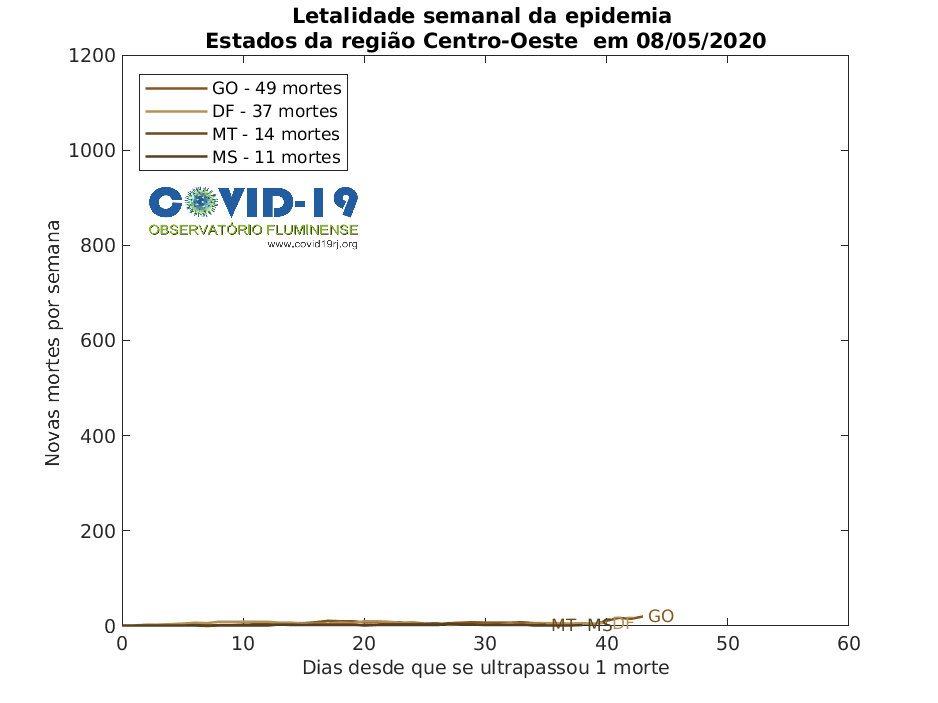 Letalidade semanal da epidemia
Estados da região Centro-Oeste  em 08/05/2020
1200
1000
800
600
400
200
0
Novas mortes por semana
GO - 49 mortes
DF - 37 mortes
MT - 14 mortes
MS - 11 mortes
COVID-19
OBSERVATÓRIO FLUMINENSE
www.covid19rj.org
MT
MS
DF
GO
0 10 20 30 40 50 60
Dias desde que se ultrapassou 1 morte